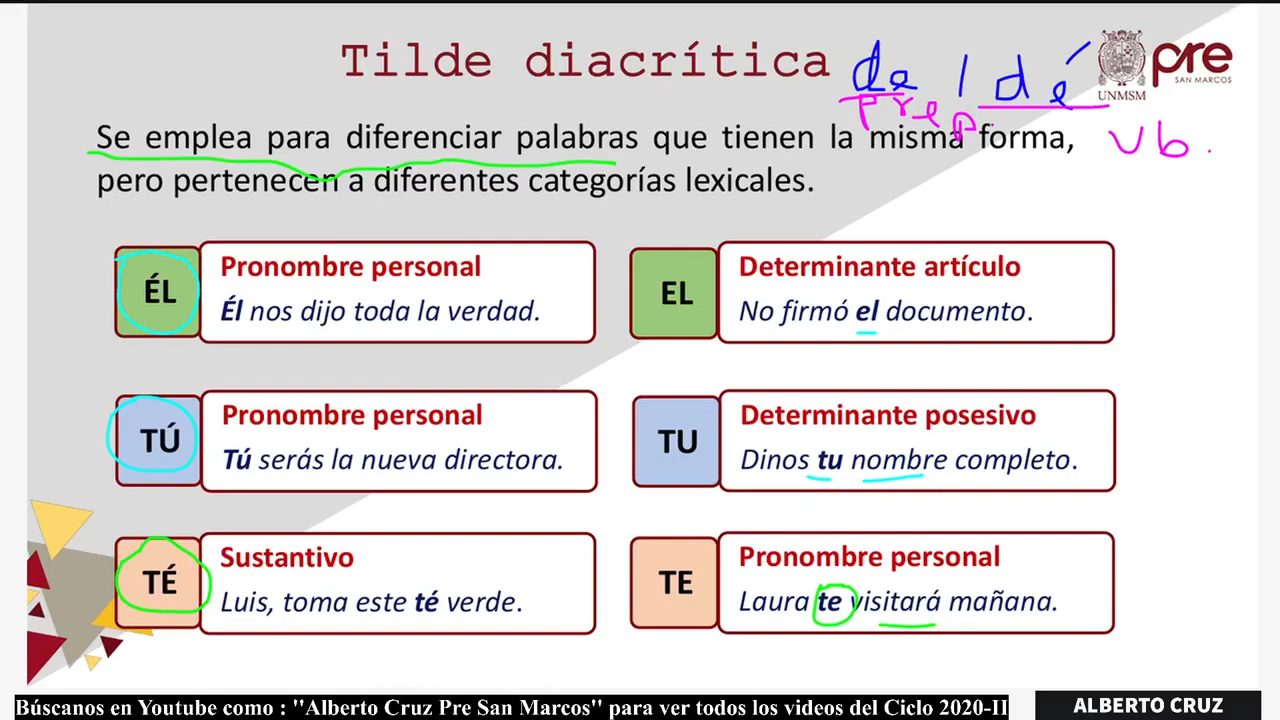 Tilde diacrítica
de / dé
prep
vb.
UNMSM
pre
SAN MARCOS
Se emplea para diferenciar palabras que tienen la misma forma,
pero pertenecen a diferentes categorías lexicales.
ÉL
Pronombre personal
Él nos dijo toda la verdad.
EL
Determinante artículo
No firmó el documento.
TÚ
Pronombre personal
Tú serás la nueva directora.
TU
Determinante posesivo
Dinos tu nombre completo.
TÉ
Sustantivo
Luis, toma este té verde.
TE
Pronombre personal
Laura te visitará mañana.
Búscanos en Youtube como : "Alberto Cruz Pre San Marcos" para ver todos los videos del Ciclo 2020-II
ALBERTO CRUZ